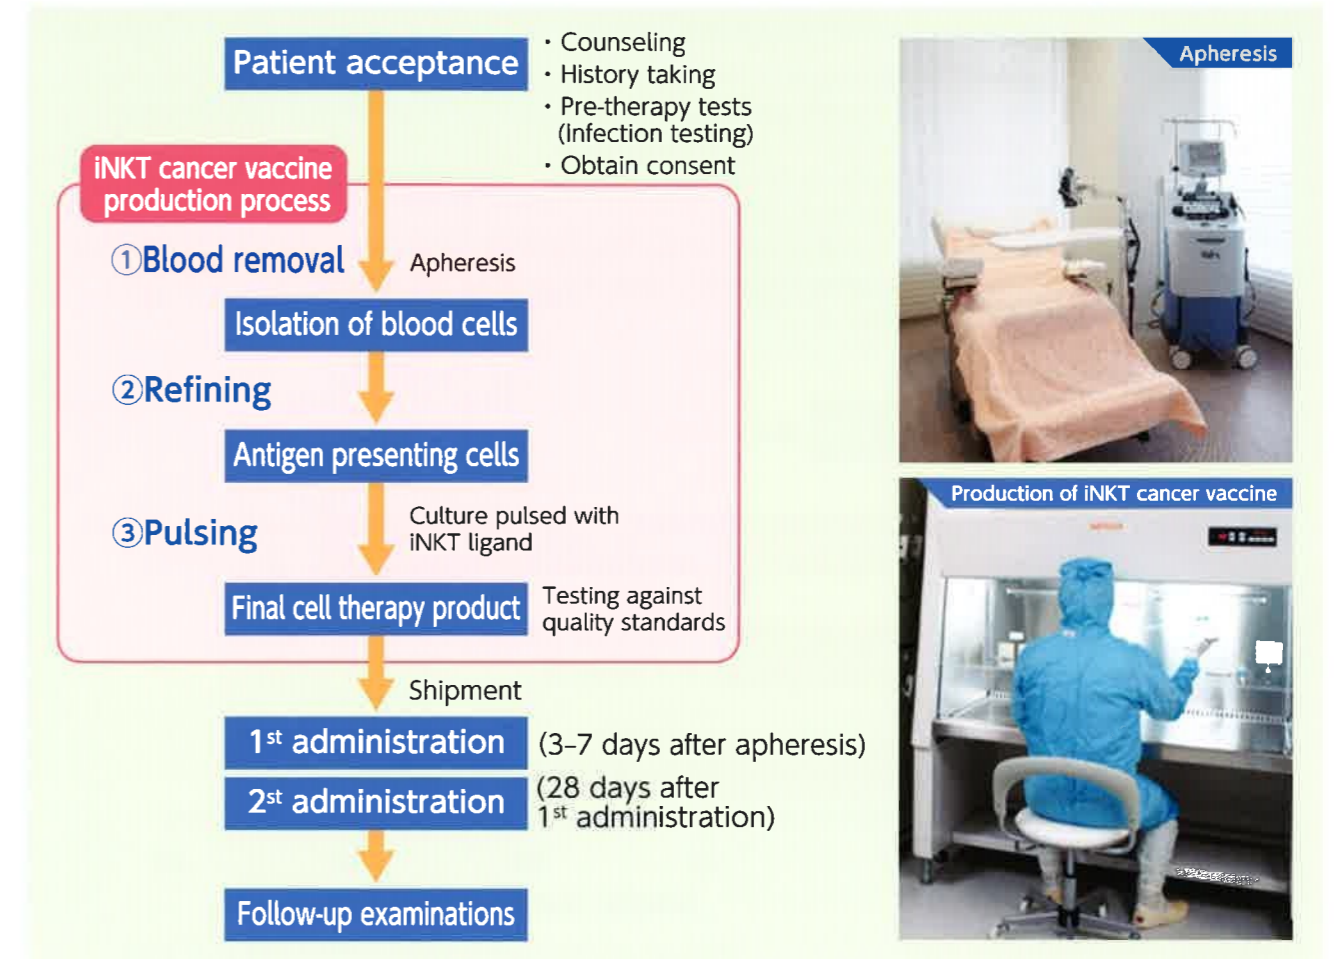 Patient acceptance
・Counseling
・History taking
・Pre-therapy tests
(Infection testing)
・Obtain consent
iNKT cancer vaccine
production process
①Blood removal
Apheresis
Isolation of blood cells
②Refining
Antigen presenting cells
③Pulsing
Culture pulsed with
iNKT ligand
Final cell therapy product
Testing against
quality standards
Shipment
1st administration
(3–7 days after apheresis)
2st administration
(28 days after
1st administration)
Follow-up examinations
Apheresis
Production of iNKT cancer vaccine